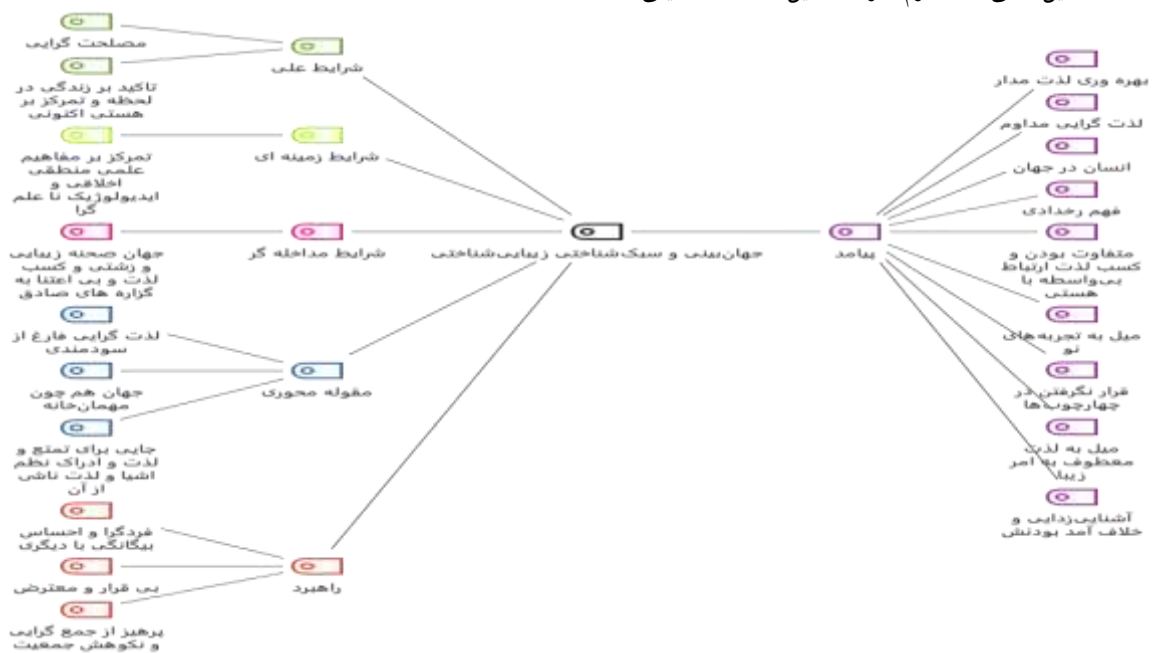 مصلحت گرایی
شرایط علی
تاکید بر زندگی در
لحظه و تمرکز بر
هستی اکنونی
شرایط زمینه ای
تمرکز بر مفاهیم
علمی منطقی
اخلاقی و
ایدیولوژیک تا علم
گرا
شرایط مداخله گر
جهان صحنه زیبایی
و زشتی و کسب
لذت و بی اعتنا به
گزاره های صادق
لذت گرایی فارغ از
سودمندی
مقوله محوری
جهان هم چون
مهمان‌خانه
جایی برای تمتع و
لذت و ادراک نظم
اشیا و لذت ناشی
از آن
فردگرا و احساس
بیگانگی با دیگری
راهبرد
بی قرار و معترض
پرهیز از جمع گرایی
و نکوهش جمعیت
جهان‌بینی و سبک‌شناختی زیبایی‌شناختی
پیامد
بهره وری لذت مدار
لذت گرایی مداوم
انسان در جهان
فهم رخدادی
متفاوت بودن و
کسب لذت ارتباط
بی‌واسطه با
هستی
میل به تجربه‌های
نو
قرار نگرفتن در
چهارچوب‌ها
میل به لذت
معطوف به امر
زیبا
آشنایی‌زدایی و
خلاف آمد بودنش